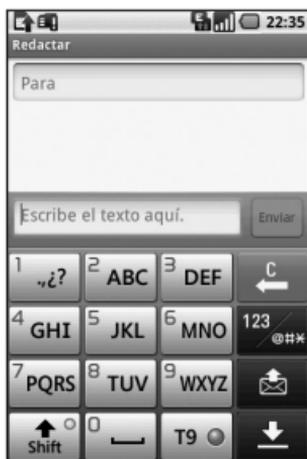 22:35
Redactar
Para
Escribe el texto aquí. Enviar
1 .,¿? 2 ABC 3 DEF C
4 GHI 5 JKL 6 MNO 123 /@#*
7 PQRS 8 TUV 9 WXYZ
Shift 0 T9